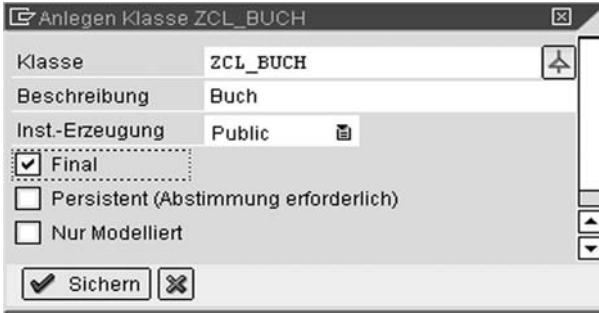 Anlegen Klasse ZCL_BUCH
Klasse ZCL_BUCH
Beschreibung Buch
Inst.-Erzeugung Public
Final
Persistent (Abstimmung erforderlich)
Nur Modelliert
Sichern